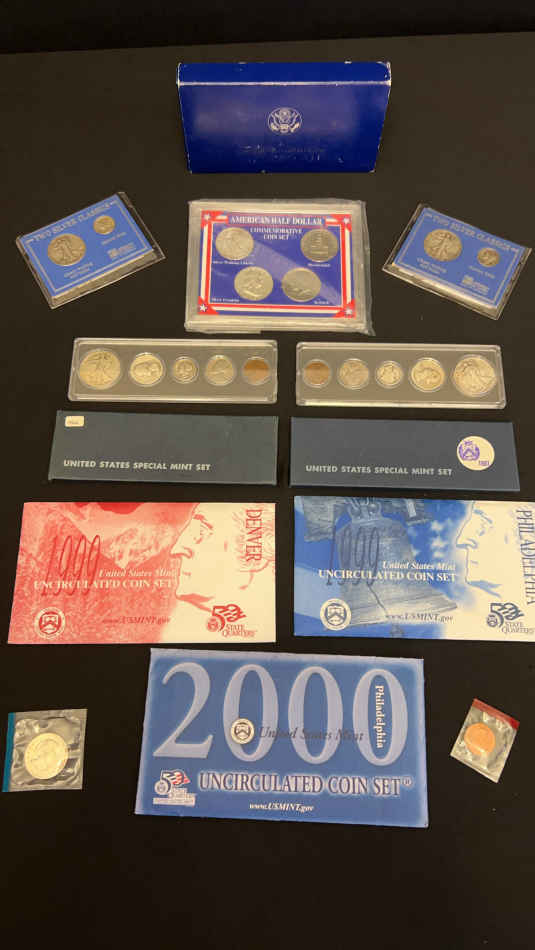 TWO SILVER CLASSICS
AMERICAN HALF DOLLAR
COMMEMORATIVE
COIN SET
TWO SILVER CLASSICS
UNITED STATES SPECIAL MINT SET
UNITED STATES SPECIAL MINT SET
1967
DENVER
1999
United States Mint
UNCIRCULATED COIN SET
www.USMINT.gov
50
STATE
QUARTERS
PHILADELPHIA
1999
United States Mint
UNCIRCULATED COIN SET
www.USMINT.gov
50
STATE
QUARTERS
2000
Philadelphia
United States Mint
UNCIRCULATED COIN SET®
www.USMINT.gov